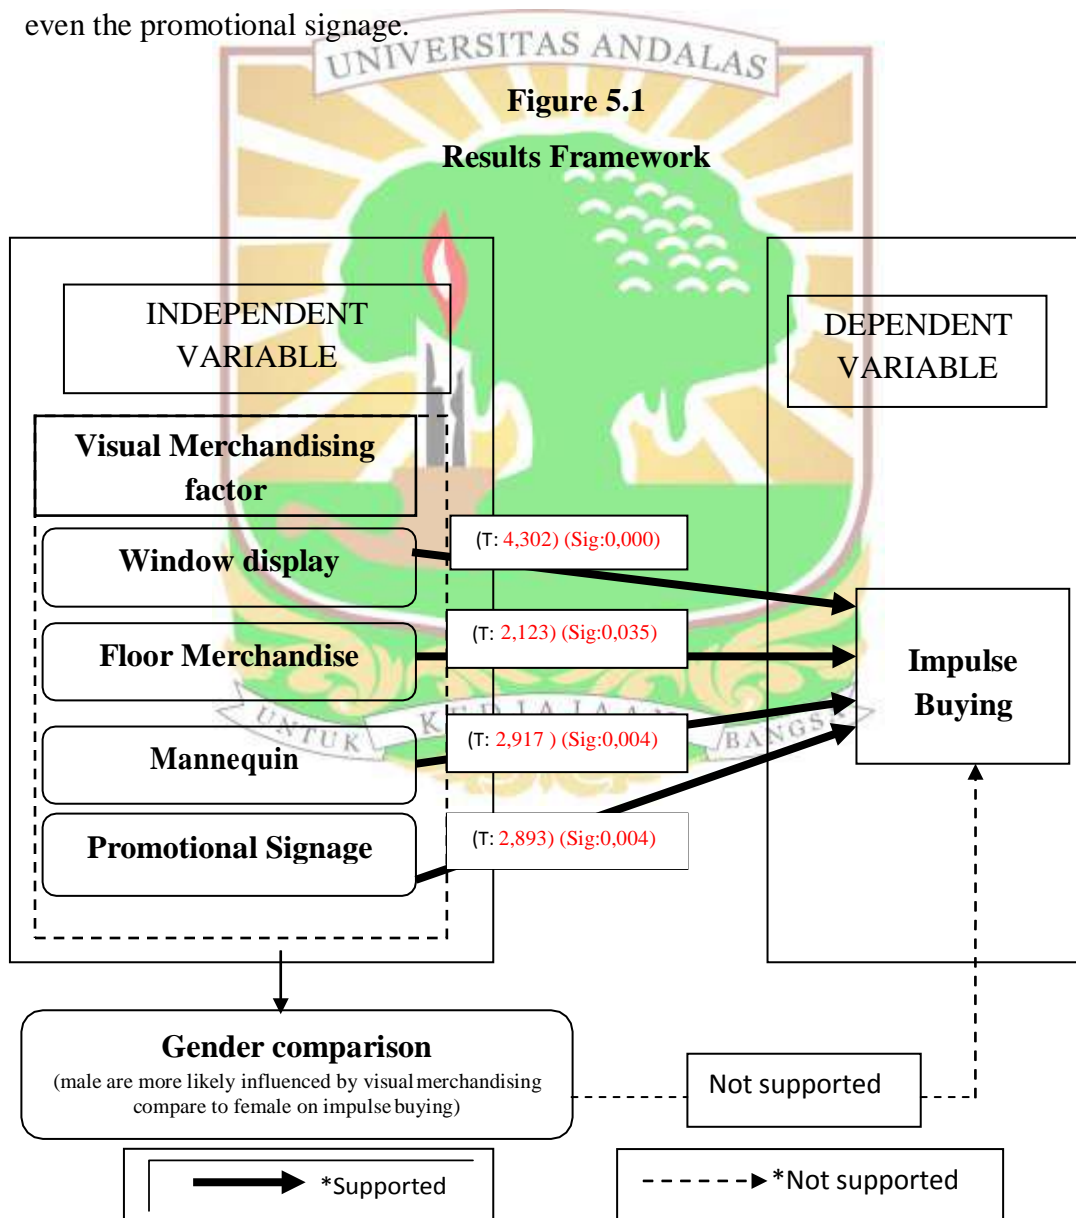 even the promotional signage.
UNIVERSITAS ANDALAS
Figure 5.1
Results Framework
INDEPENDENT
VARIABLE
DEPENDENT
VARIABLE
Visual Merchandising
factor
Window display
(T: 4,302) (Sig:0,000)
Floor Merchandise
(T: 2,123) (Sig:0,035)
Impulse
Buying
UNTUK KEDJAJAAN BANGSA
Mannequin
(T: 2,917 ) (Sig:0,004)
Promotional Signage
(T: 2,893) (Sig:0,004)
Gender comparison
(male are more likely influenced by visual merchandising
compare to female on impulse buying)
Not supported
*Supported
*Not supported